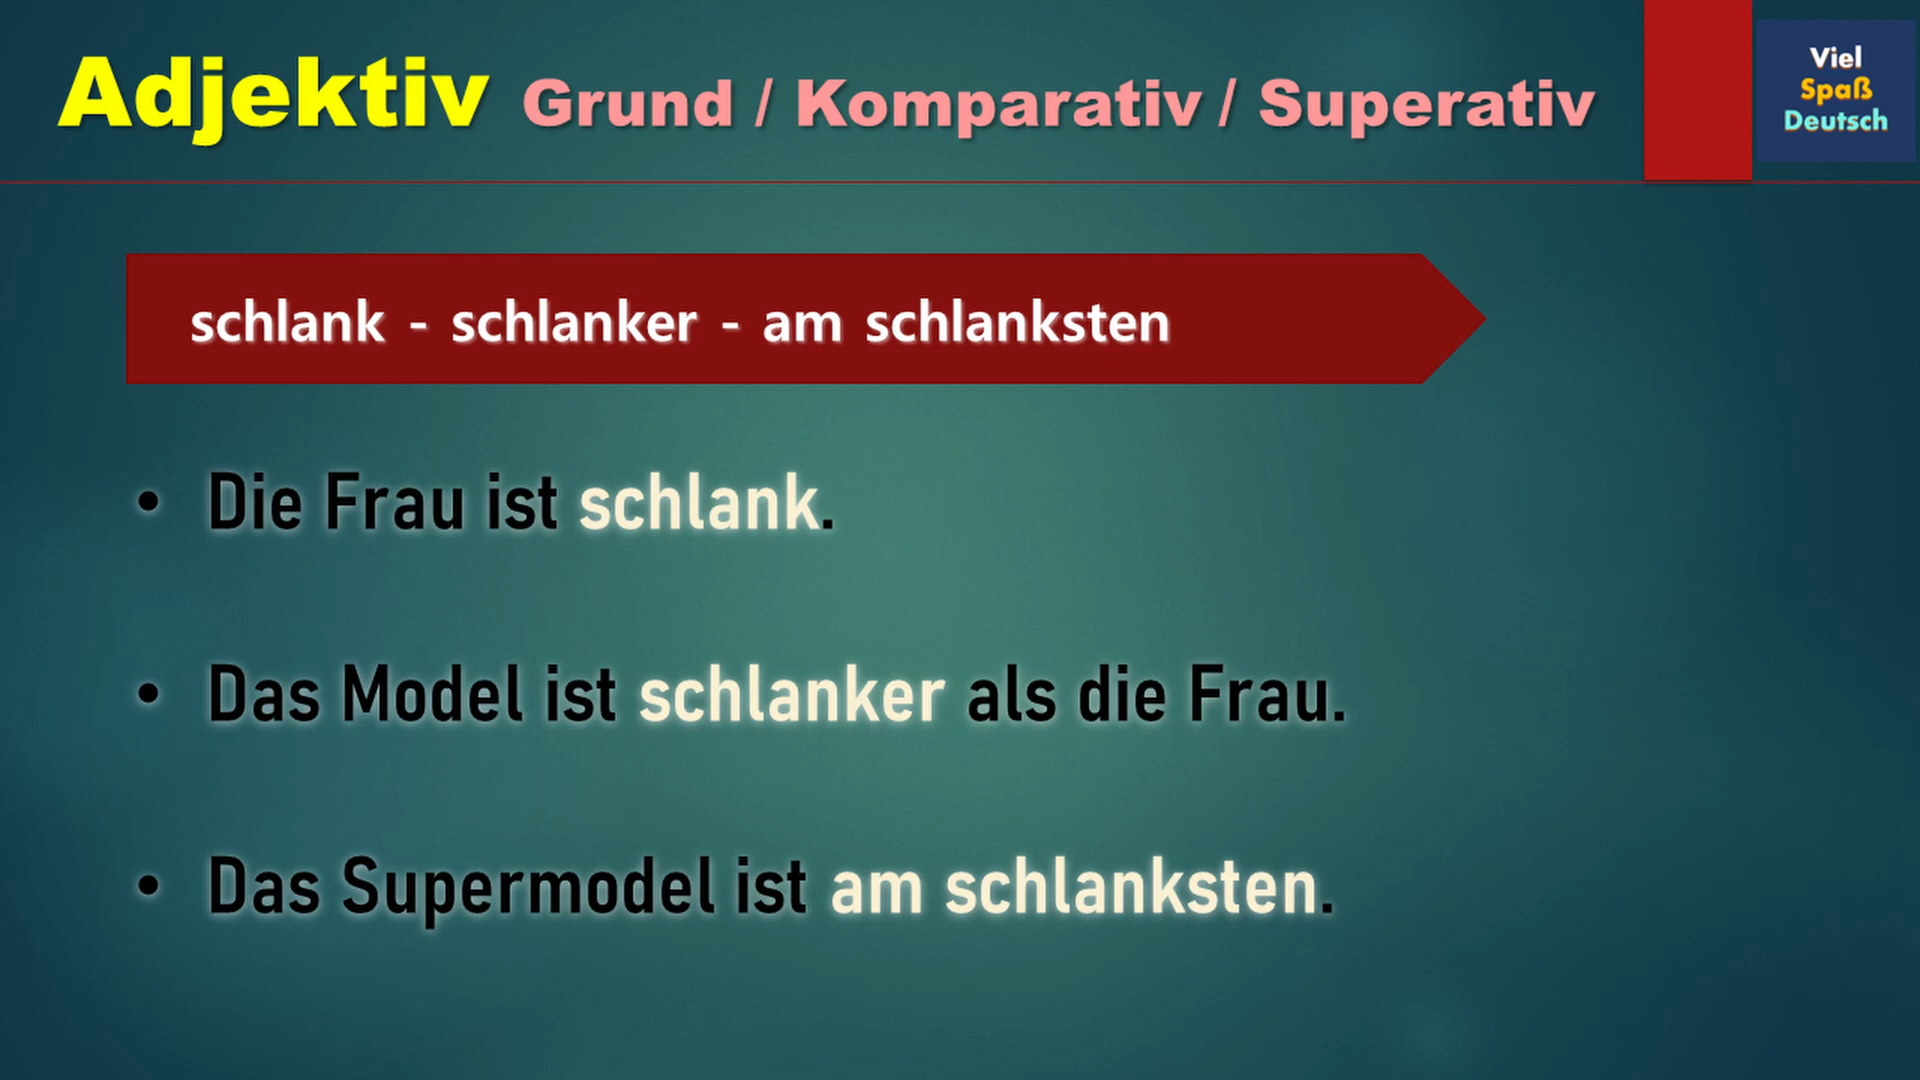 Adjektiv Grund / Komparativ / Superativ
Viel
Spaß
Deutsch
schlank - schlanker - am schlanksten
• Die Frau ist schlank.
• Das Model ist schlanker als die Frau.
• Das Supermodel ist am schlanksten.